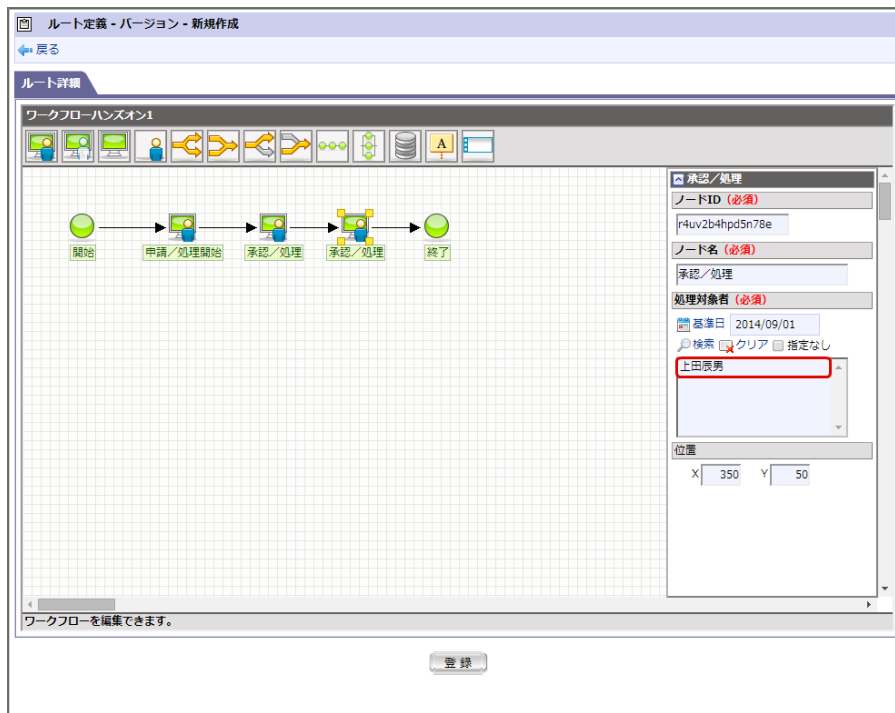 ルート定義 - バージョン - 新規作成
戻る
ルート詳細
ワークフローハンズオン1
A
承認／処理
ノードID (必須)
r4uv2b4hpd5n78e
ノード名 (必須)
承認／処理
処理対象者 (必須)
基準日 2014/09/01
検索 クリア 指定なし
上田辰男
位置
X 350 Y 50
開始 申請／処理開始 承認／処理 承認／処理 終了
ワークフローを編集できます。
登録